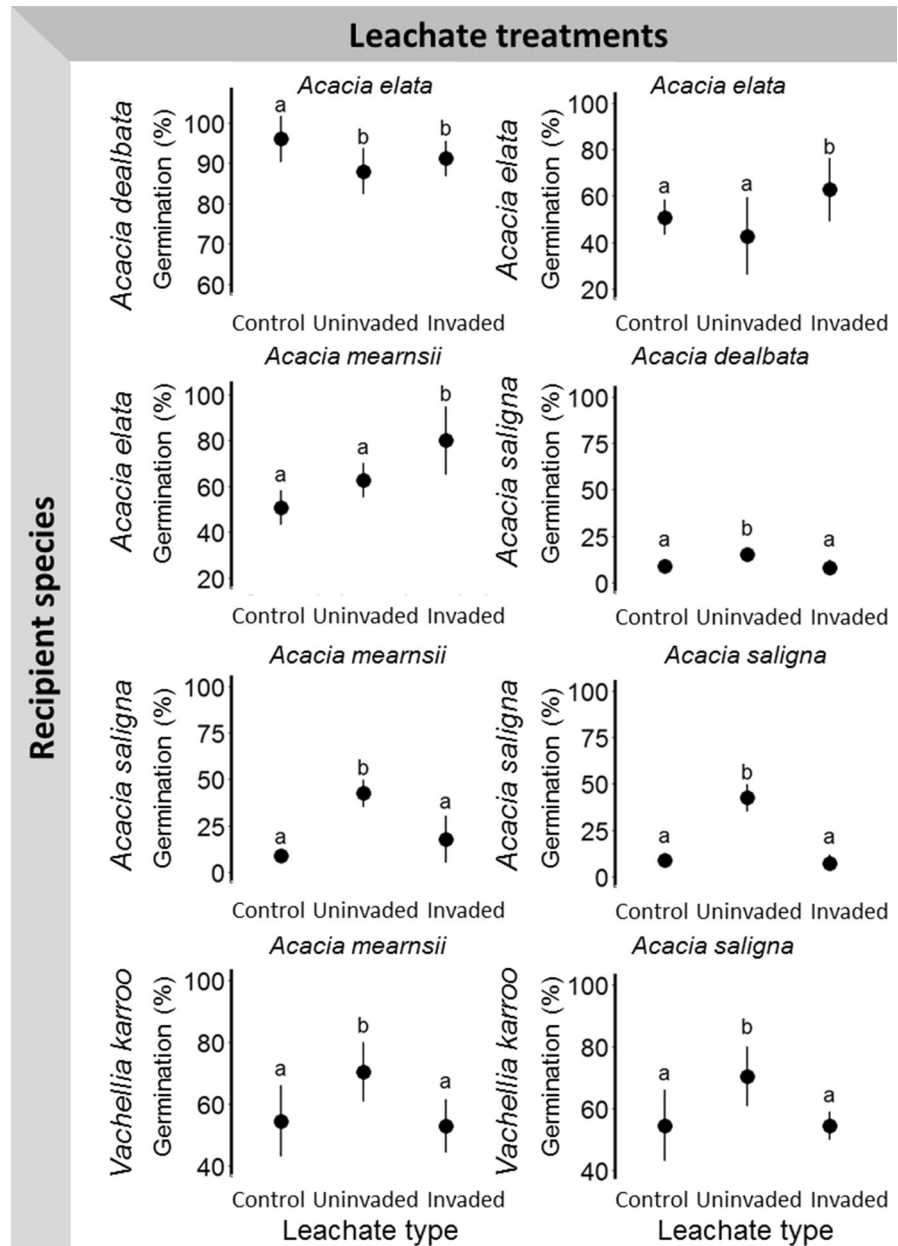 Leachate treatments
Recipient species
Acacia elata
Acacia dealbata
Germination (%)
100
90
80
70
60
a
b
b
Control Uninvaded Invaded
Acacia elata
Acacia elata
Germination (%)
100
80
60
40
20
a
a
b
Control Uninvaded Invaded
Acacia mearnsii
Acacia elata
Germination (%)
100
80
60
40
20
a
a
b
Control Uninvaded Invaded
Acacia dealbata
Acacia saligna
Germination (%)
100
75
50
25
0
a
b
a
Control Uninvaded Invaded
Acacia mearnsii
Acacia saligna
Germination (%)
100
75
50
25
0
a
b
a
Control Uninvaded Invaded
Acacia saligna
Acacia saligna
Germination (%)
100
75
50
25
0
a
b
a
Control Uninvaded Invaded
Acacia mearnsii
Vachellia karroo
Germination (%)
100
80
60
40
a
b
a
Control Uninvaded Invaded
Leachate type
Acacia saligna
Vachellia karroo
Germination (%)
100
80
60
40
a
b
a
Control Uninvaded Invaded
Leachate type